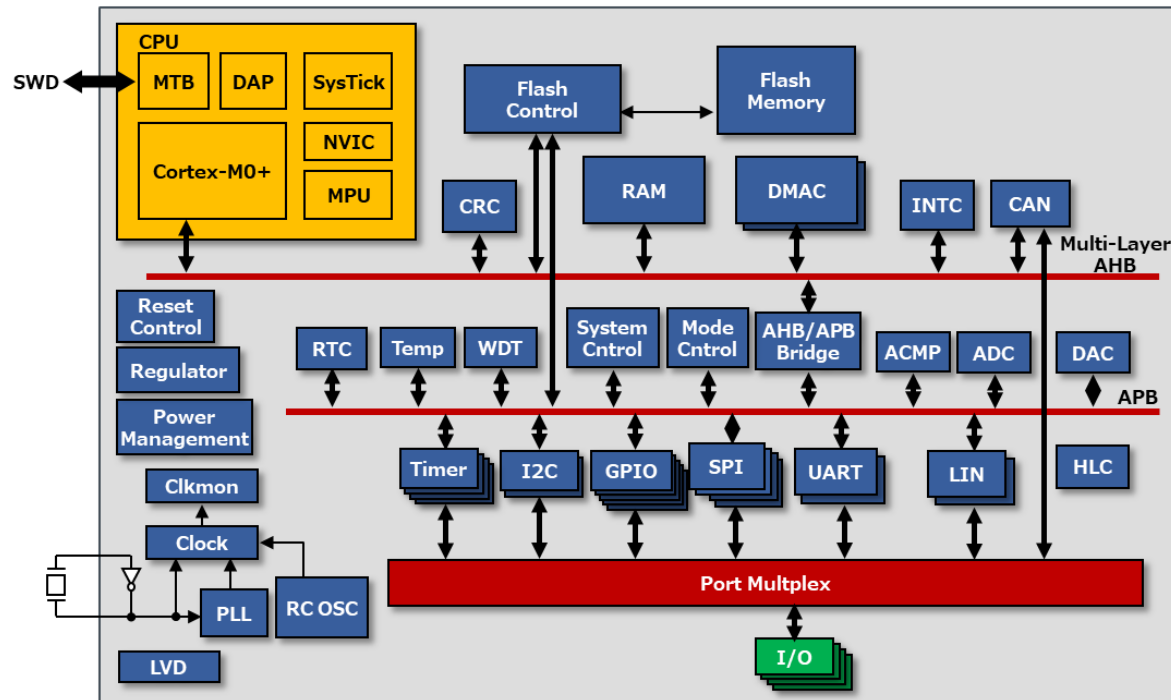 CPU
SWD
MTB
DAP
SysTick
Cortex-M0+
NVIC
MPU
Flash
Control
Flash
Memory
CRC
RAM
DMAC
INTC
CAN
Multi-Layer
AHB
Reset
Control
Regulator
Power
Management
RTC
Temp
WDT
System
Cntrol
Mode
Cntrol
AHB/APB
Bridge
ACMP
ADC
DAC
APB
Timer
I2C
GPIO
SPI
UART
LIN
HLC
Clkmon
Clock
PLL
RC OSC
LVD
Port Multplex
I/O